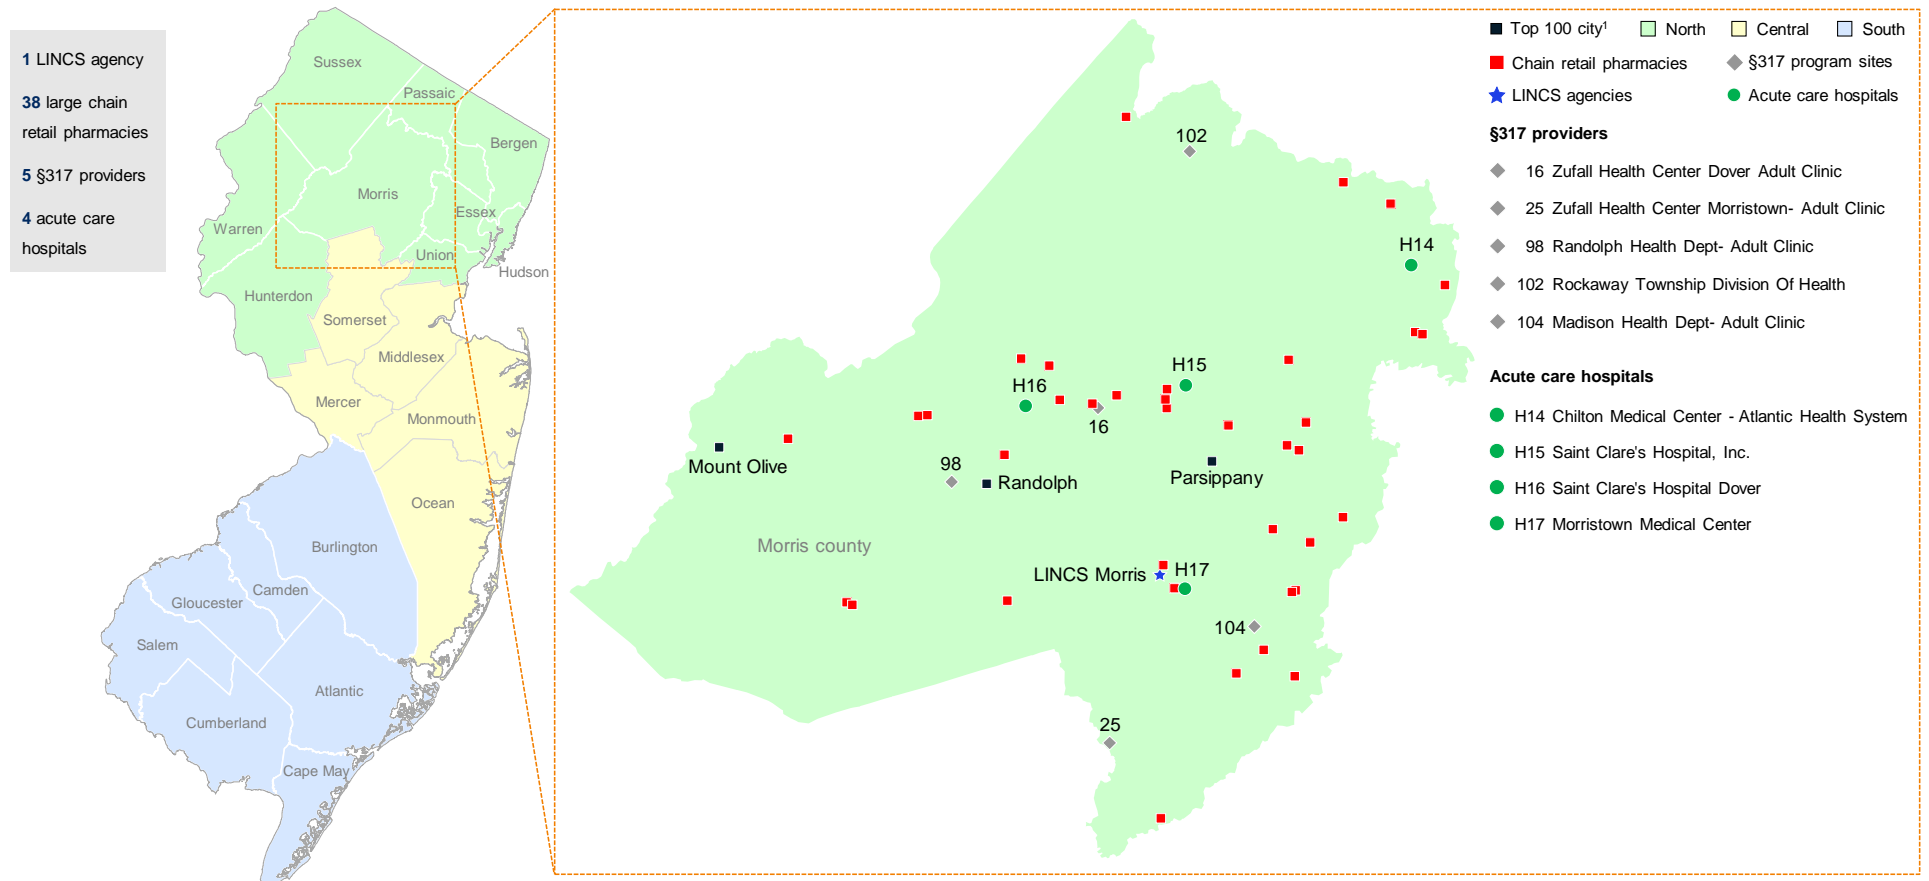 1 LINCS agency
38 large chain
retail pharmacies
5 §317 providers
4 acute care
hospitals
Sussex
Passaic
Bergen
Morris
Essex
Warren
Union
Hudson
Hunterdon
Somerset
Middlesex
Mercer
Monmouth
Ocean
Burlington
Camden
Gloucester
Salem
Atlantic
Cumberland
Cape May
102
H14
H15
H16
16
Mount Olive
98
Randolph
Parsippany
Morris county
LINCS Morris
H17
104
25
Top 100 city¹
North
Central
South
Chain retail pharmacies
§317 program sites
LINCS agencies
Acute care hospitals
§317 providers
16 Zufall Health Center Dover Adult Clinic
25 Zufall Health Center Morristown- Adult Clinic
98 Randolph Health Dept- Adult Clinic
102 Rockaway Township Division Of Health
104 Madison Health Dept- Adult Clinic
Acute care hospitals
H14 Chilton Medical Center - Atlantic Health System
H15 Saint Clare's Hospital, Inc.
H16 Saint Clare's Hospital Dover
H17 Morristown Medical Center